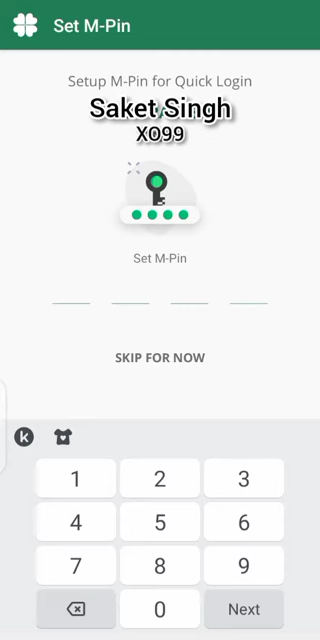 Set M-Pin
Setup M-Pin for Quick Login
Saket Singh
XO99
Set M-Pin
SKIP FOR NOW
k
1 2 3
4 5 6
7 8 9
0 Next